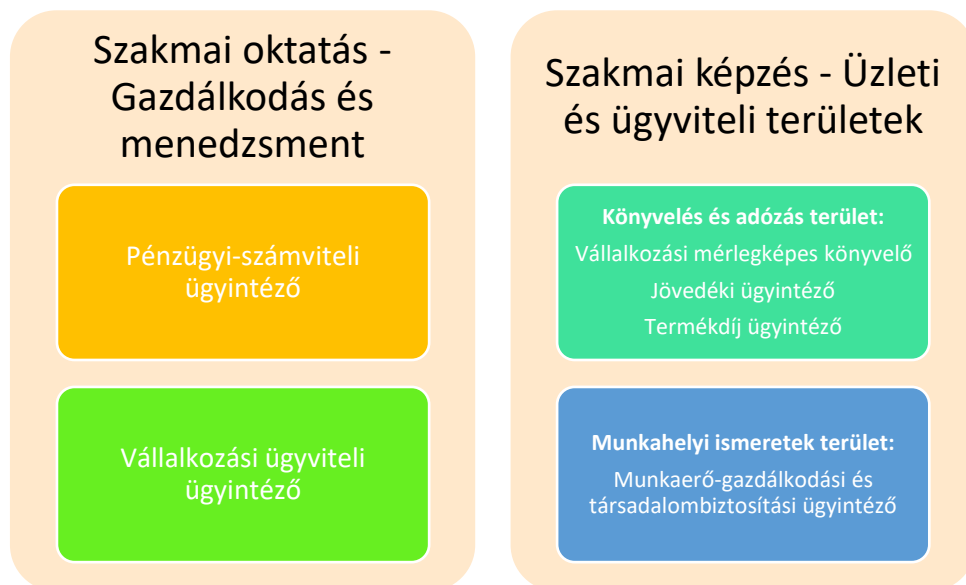 Szakmai oktatás -
Gazdálkodás és
menedzsment
Pénzügyi-számviteli
ügyintéző
Vállalkozási ügyviteli
ügyintéző
Szakmai képzés - Üzleti
és ügyviteli területek
Könyvelés és adózás terület:
Vállalkozási mérlegképes könyvelő
Jövedéki ügyintéző
Termékdíj ügyintéző
Munkahelyi ismeretek terület:
Munkaerő-gazdálkodási és
társadalombiztosítási ügyintéző